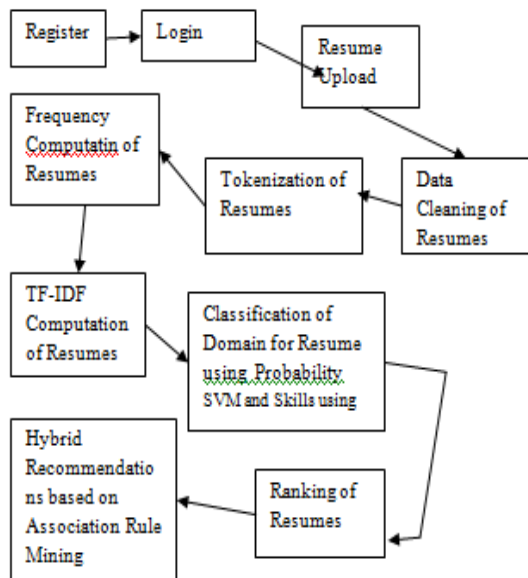 Register
Login
Resume
Upload
Data
Cleaning of
Resumes
Tokenization of
Resumes
Frequency
Computatin of
Resumes
TF-IDF
Computation
of Resumes
Classification of
Domain for Resume
using Probability
SVM and Skills using
Ranking of
Resumes
Hybrid
Recommendatio
ns based on
Association Rule
Mining